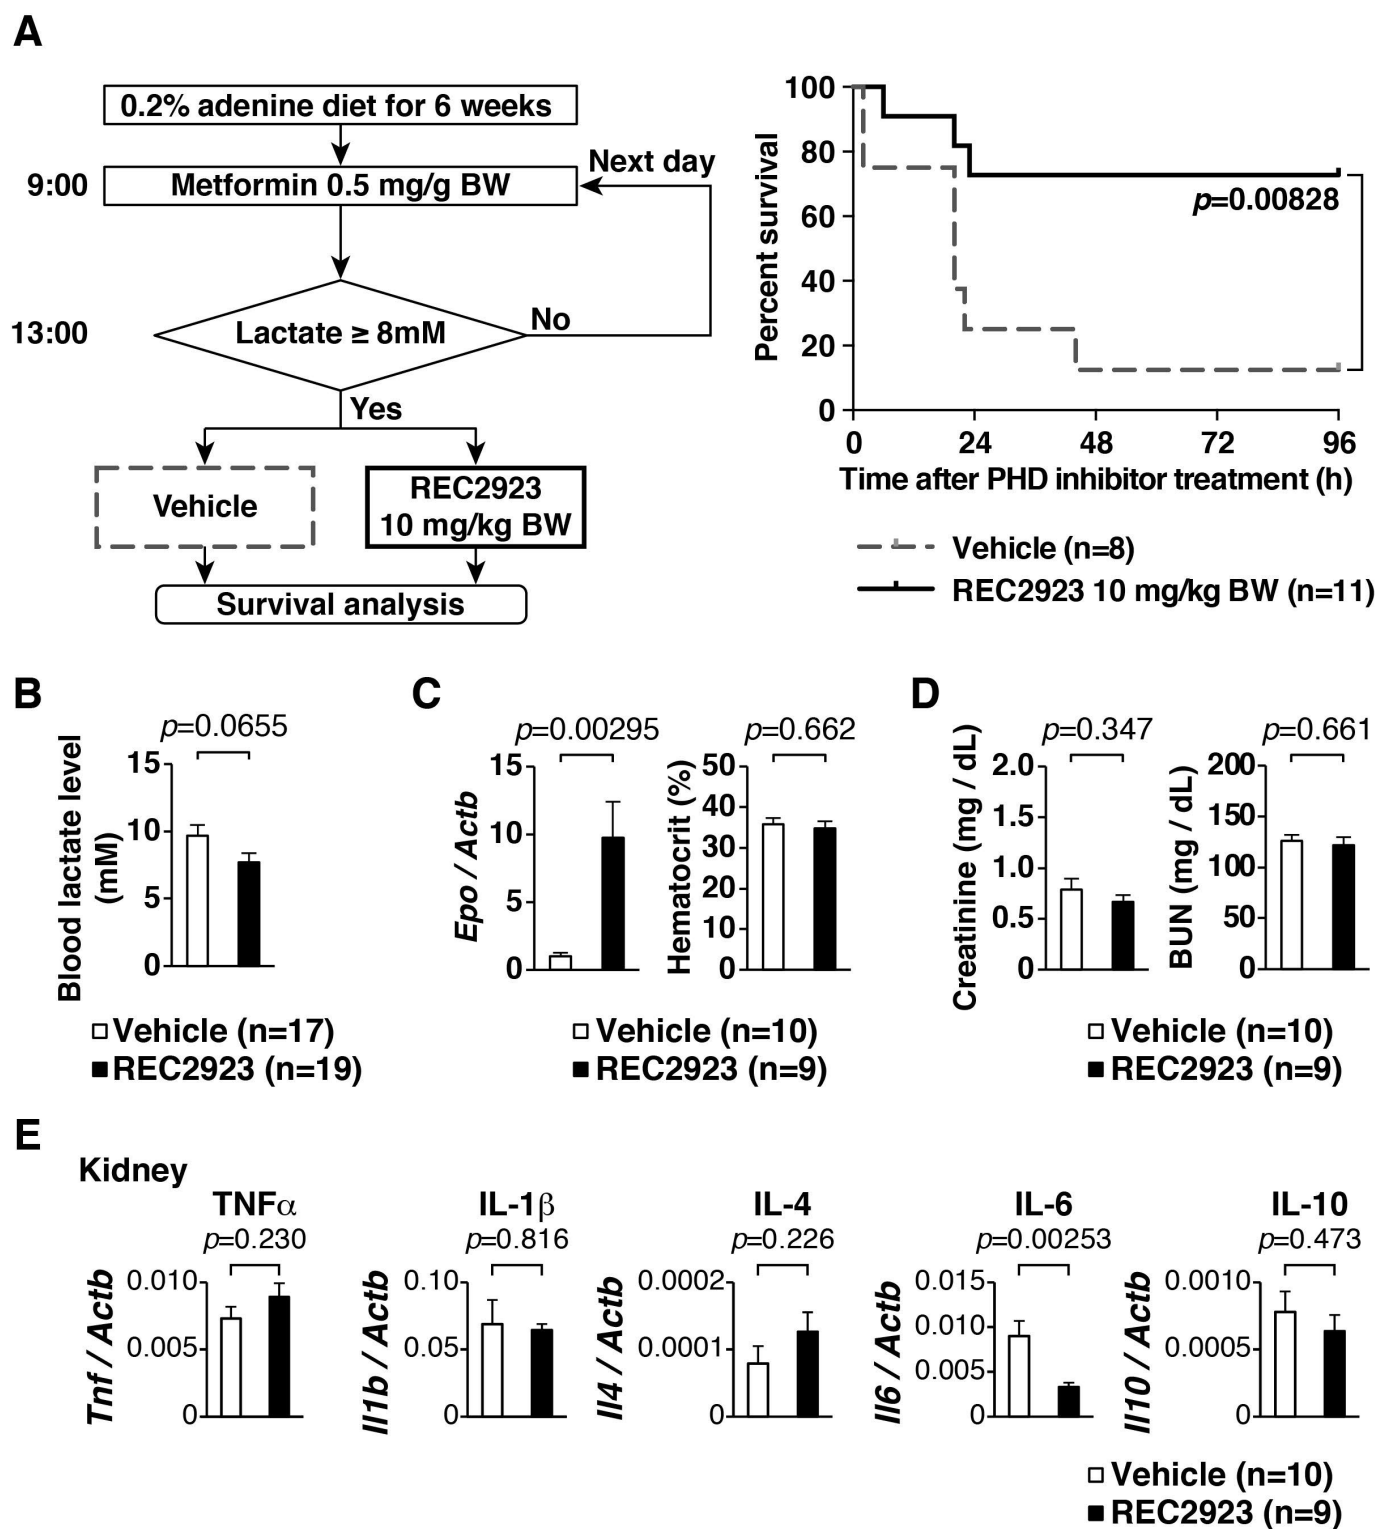 A
0.2% adenine diet for 6 weeks
9:00
Metformin 0.5 mg/g BW
Next day
13:00
Lactate ≥ 8mM
No
Yes
Vehicle
REC2923
10 mg/kg BW
Survival analysis
Percent survival
100
80
60
40
20
0
p=0.00828
0 24 48 72 96
Time after PHD inhibitor treatment (h)
Vehicle (n=8)
REC2923 10 mg/kg BW (n=11)
B
Blood lactate level
(mM)
p=0.0655
15
10
5
0
Vehicle (n=17)
REC2923 (n=19)
C
Epo / Actb
p=0.00295
15
10
5
0
Hematocrit (%)
p=0.662
50
40
30
20
10
0
Vehicle (n=10)
REC2923 (n=9)
D
Creatinine (mg / dL)
p=0.347
2.0
1.5
1.0
0.5
0
BUN (mg / dL)
p=0.661
200
150
100
50
0
Vehicle (n=10)
REC2923 (n=9)
E
Kidney
TNFα
p=0.230
Tnf / Actb
0.010
0.005
0
IL-1β
p=0.816
Il1b / Actb
0.10
0.05
0
IL-4
p=0.226
Il4 / Actb
0.0002
0.0001
0
IL-6
p=0.00253
Il6 / Actb
0.015
0.010
0.005
0
IL-10
p=0.473
Il10 / Actb
0.0010
0.0005
0
Vehicle (n=10)
REC2923 (n=9)